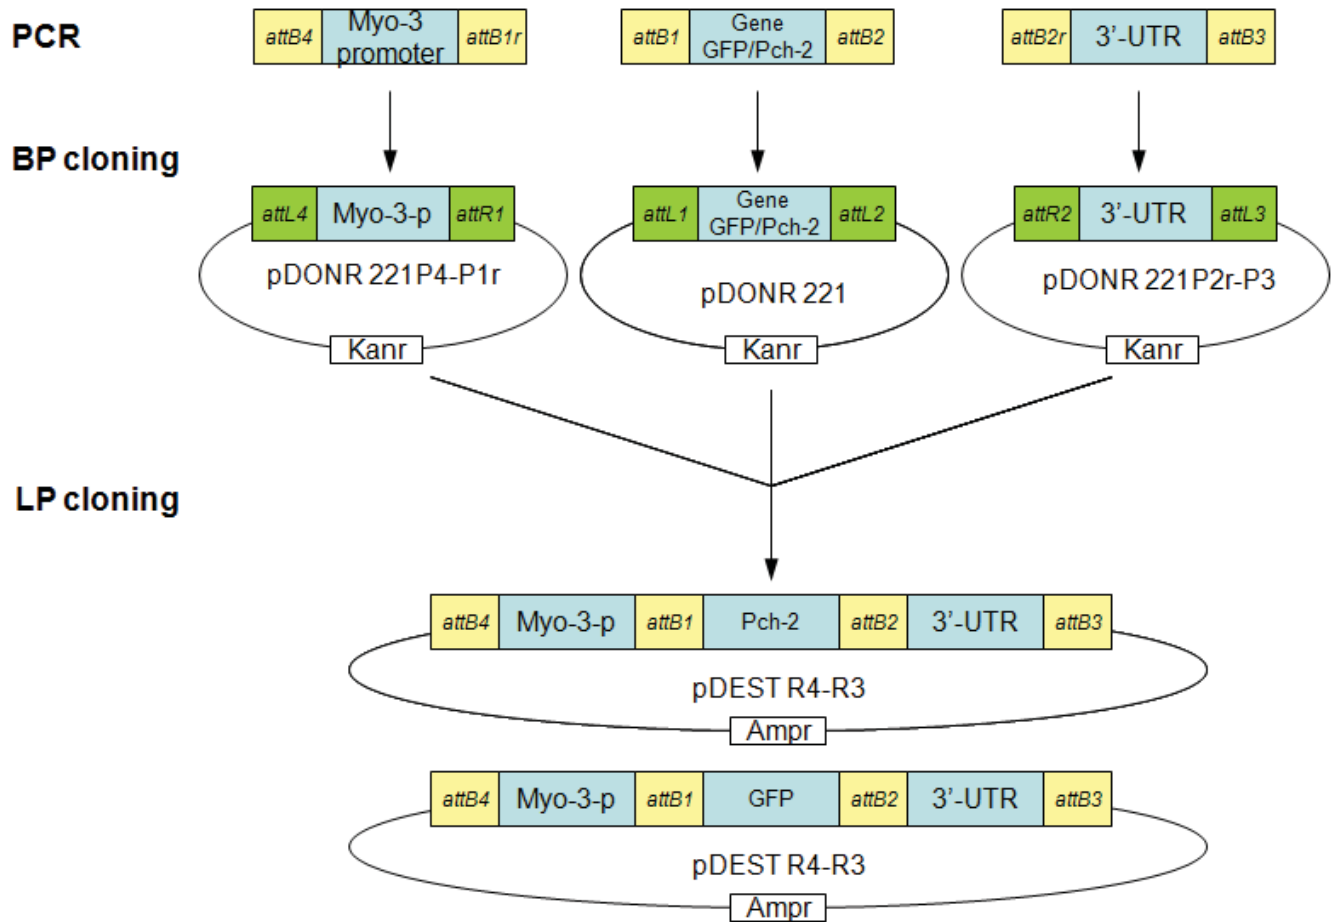 PCR
attB4 Myo-3 promoter attB1r
attB1 Gene GFP/Pch-2 attB2
attB2r 3’-UTR attB3
BP cloning
attL4 Myo-3-p attR1
attL1 Gene GFP/Pch-2 attL2
attR2 3’-UTR attL3
pDONR 221P4-P1r
pDONR 221
pDONR 221P2r-P3
Kanr
Kanr
Kanr
LP cloning
attB4 Myo-3-p attB1 Pch-2 attB2 3’-UTR attB3
pDEST R4-R3
Ampr
attB4 Myo-3-p attB1 GFP attB2 3’-UTR attB3
pDEST R4-R3
Ampr